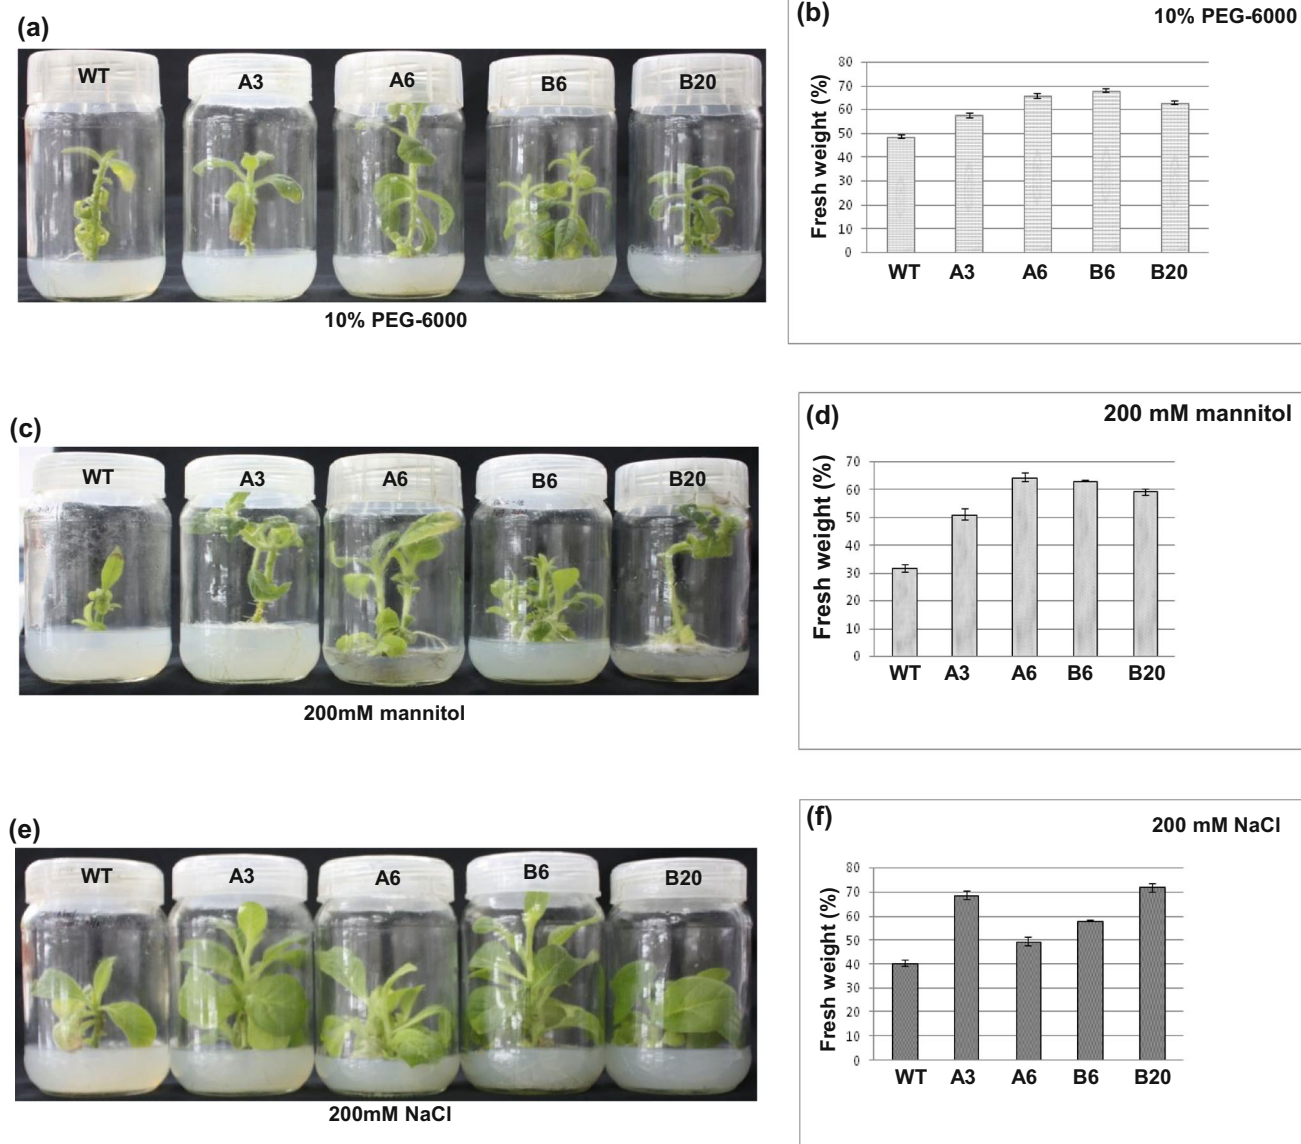 (a)
WT A3 A6 B6 B20
10% PEG-6000
(b)
10% PEG-6000
Fresh weight (%)
80
70
60
50
40
30
20
10
0
WT A3 A6 B6 B20
(c)
WT A3 A6 B6 B20
200mM mannitol
(d)
200 mM mannitol
Fresh weight (%)
70
60
50
40
30
20
10
0
WT A3 A6 B6 B20
(e)
WT A3 A6 B6 B20
200mM NaCl
(f)
200 mM NaCl
Fresh weight (%)
80
70
60
50
40
30
20
10
0
WT A3 A6 B6 B20